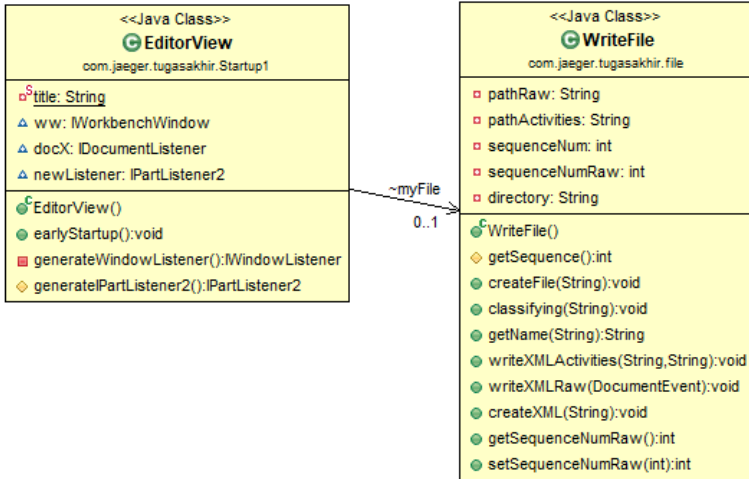 <<Java Class>>
EditorView
com.jaeger.tugasakhir.Startup1
title: String
ww: IWorkbenchWindow
docX: IDocumentListener
newListener: IPartListener2
EditorView()
earlyStartup():void
generateWindowListener():IWindowListener
generateIPartListener2():IPartListener2
~myFile
0..1
<<Java Class>>
WriteFile
com.jaeger.tugasakhir.file
pathRaw: String
pathActivities: String
sequenceNum: int
sequenceNumRaw: int
directory: String
WriteFile()
getSequence():int
createFile(String):void
classifying(String):void
getName(String):String
writeXMLActivities(String,String):void
writeXMLRaw(DocumentEvent):void
createXML(String):void
getSequenceNumRaw():int
setSequenceNumRaw(int):int